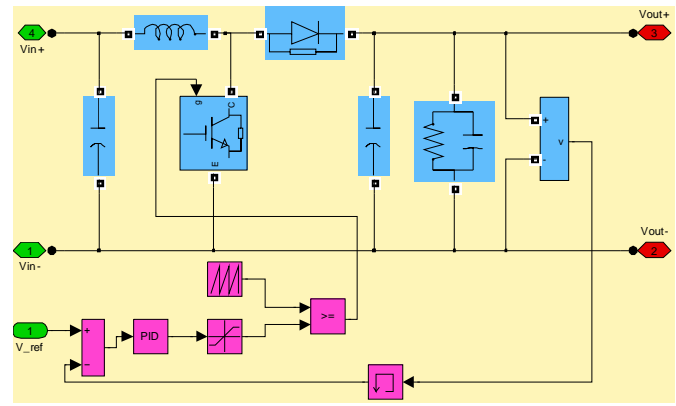 Vout+
4
3
Vin+
g
C
E
+
v
-
1
2
Vout-
Vin-
>=
1
+
PID
V_ref
−